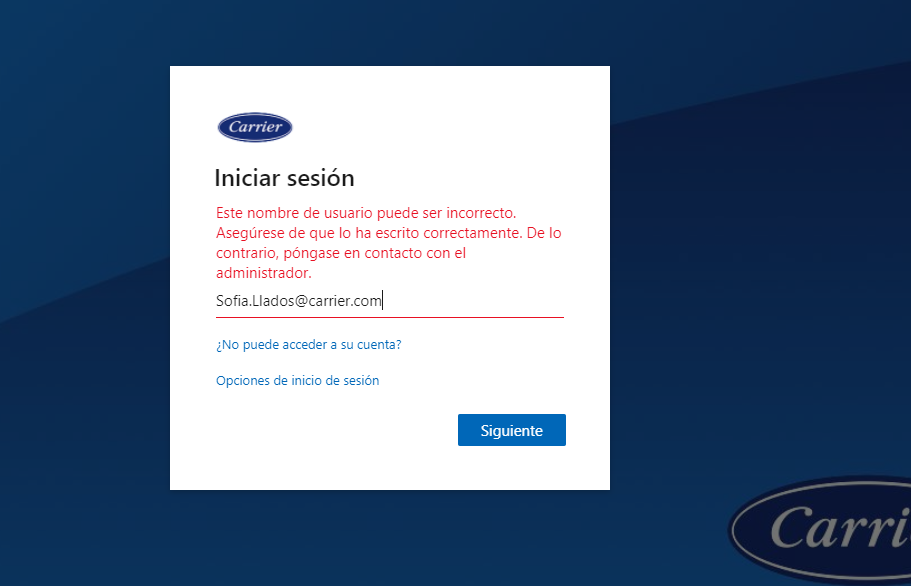 Carrier
Iniciar sesión
Este nombre de usuario puede ser incorrecto.
Asegúrese de que lo ha escrito correctamente. De lo
contrario, póngase en contacto con el
administrador.
Sofia.Llados@carrier.com
¿No puede acceder a su cuenta?
Opciones de inicio de sesión
Siguiente
Carri